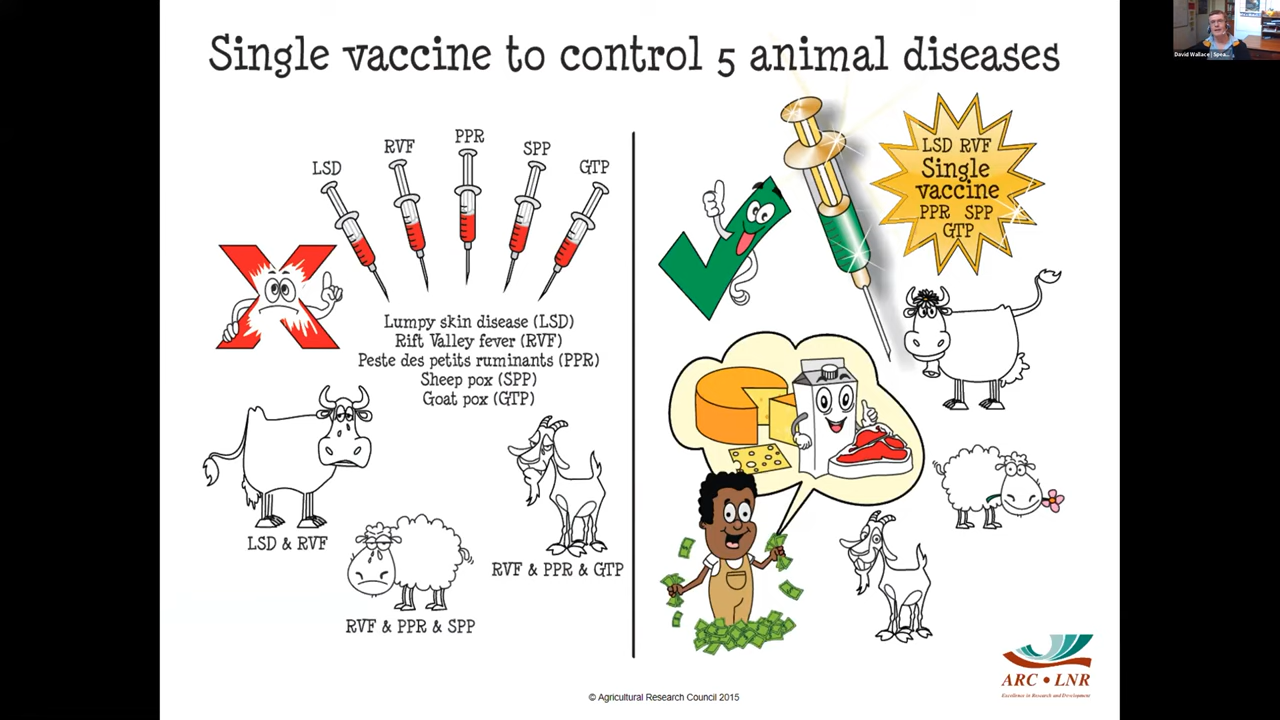 Single vaccine to control 5 animal diseases
LSD
RVF
PPR
SPP
GTP
Lumpy skin disease (LSD)
Rift Valley fever (RVF)
Peste des petits ruminants (PPR)
Sheep pox (SPP)
Goat pox (GTP)
LSD & RVF
RVF & PPR & SPP
RVF & PPR & GTP
LSD RVF
Single
vaccine
PPR SPP
GTP
ARC • LNR
Excellence in Research and Development
© Agricultural Research Council 2015
David Wallace | Spea...